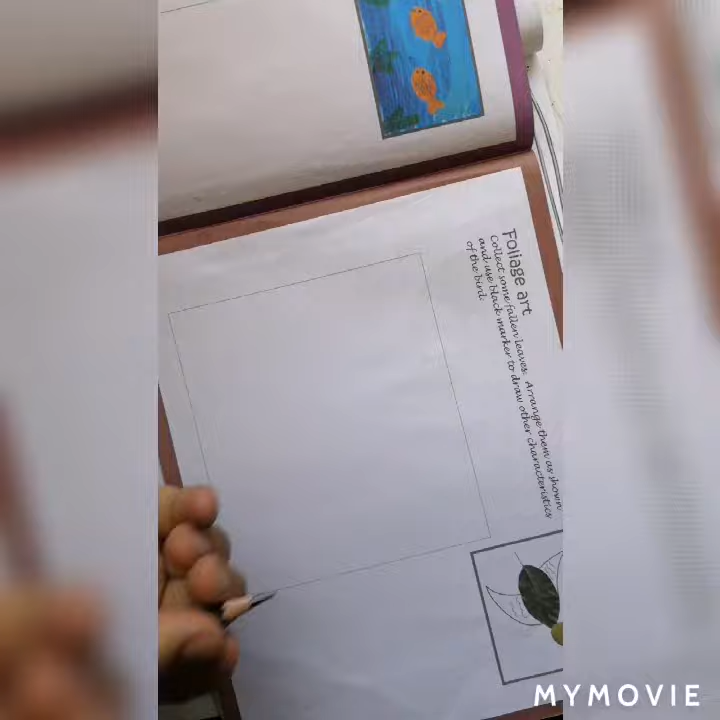 Foliage art
Collect some fallen leaves. Arrange them as shown
and use black marker to draw other characteristics
of the bird.
MYMOVIE